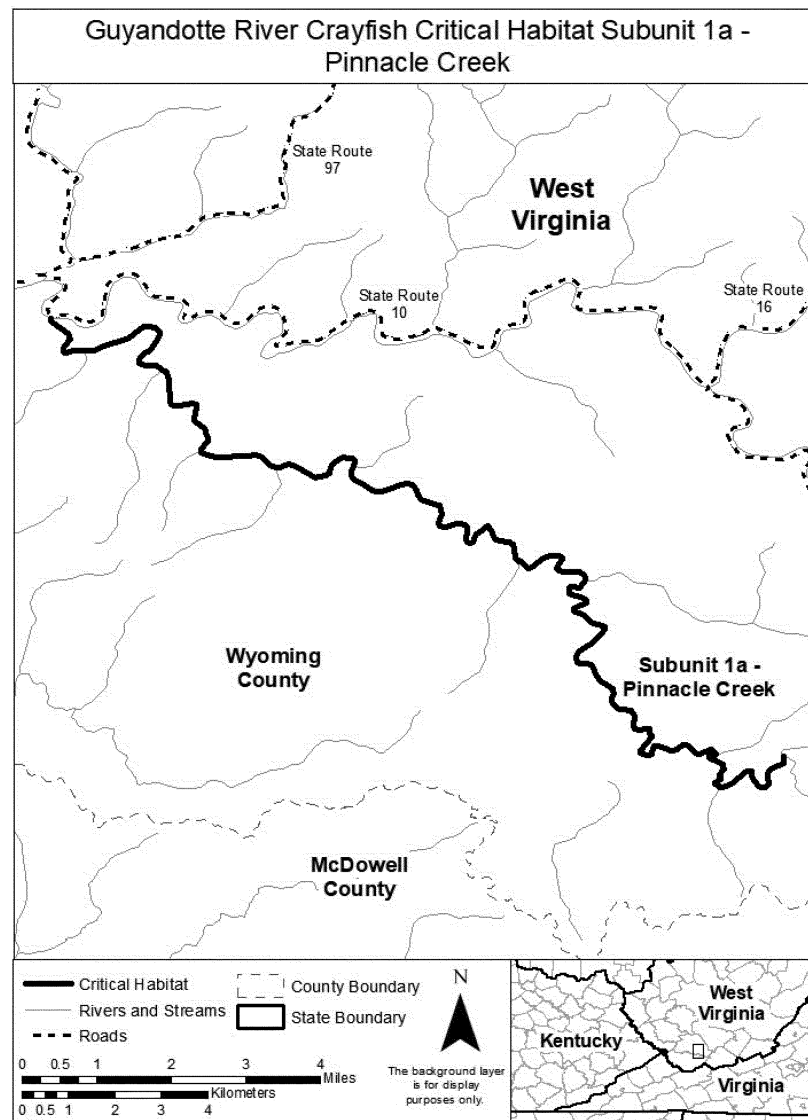 Guyandotte River Crayfish Critical Habitat Subunit 1a -
Pinnacle Creek
State Route
97
West
Virginia
State Route
10
State Route
16
Wyoming
County
Subunit 1a -
Pinnacle Creek
McDowell
County
Critical Habitat
Rivers and Streams
Roads
County Boundary
State Boundary
0 0.5 1 2 3 4
Miles
Kilometers
0 0.5 1 2 3 4
N
The background layer
is for display
purposes only.
West
Virginia
Kentucky
Virginia